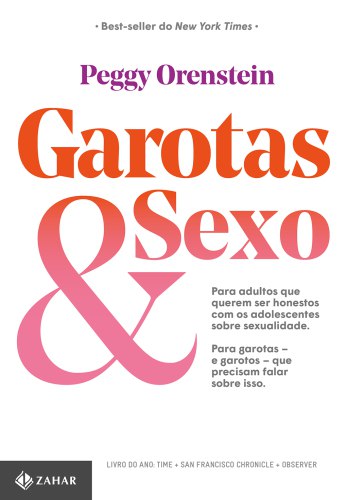 · Best-seller do New York Times ·
Peggy Orenstein
Garotas
& Sexo
Para adultos que
querem ser honestos
com os adolescentes
sobre sexualidade.
Para garotas –
e garotos – que
precisam falar
sobre isso.
LIVRO DO ANO: TIME + SAN FRANCISCO CHRONICLE + OBSERVER
ZAHAR